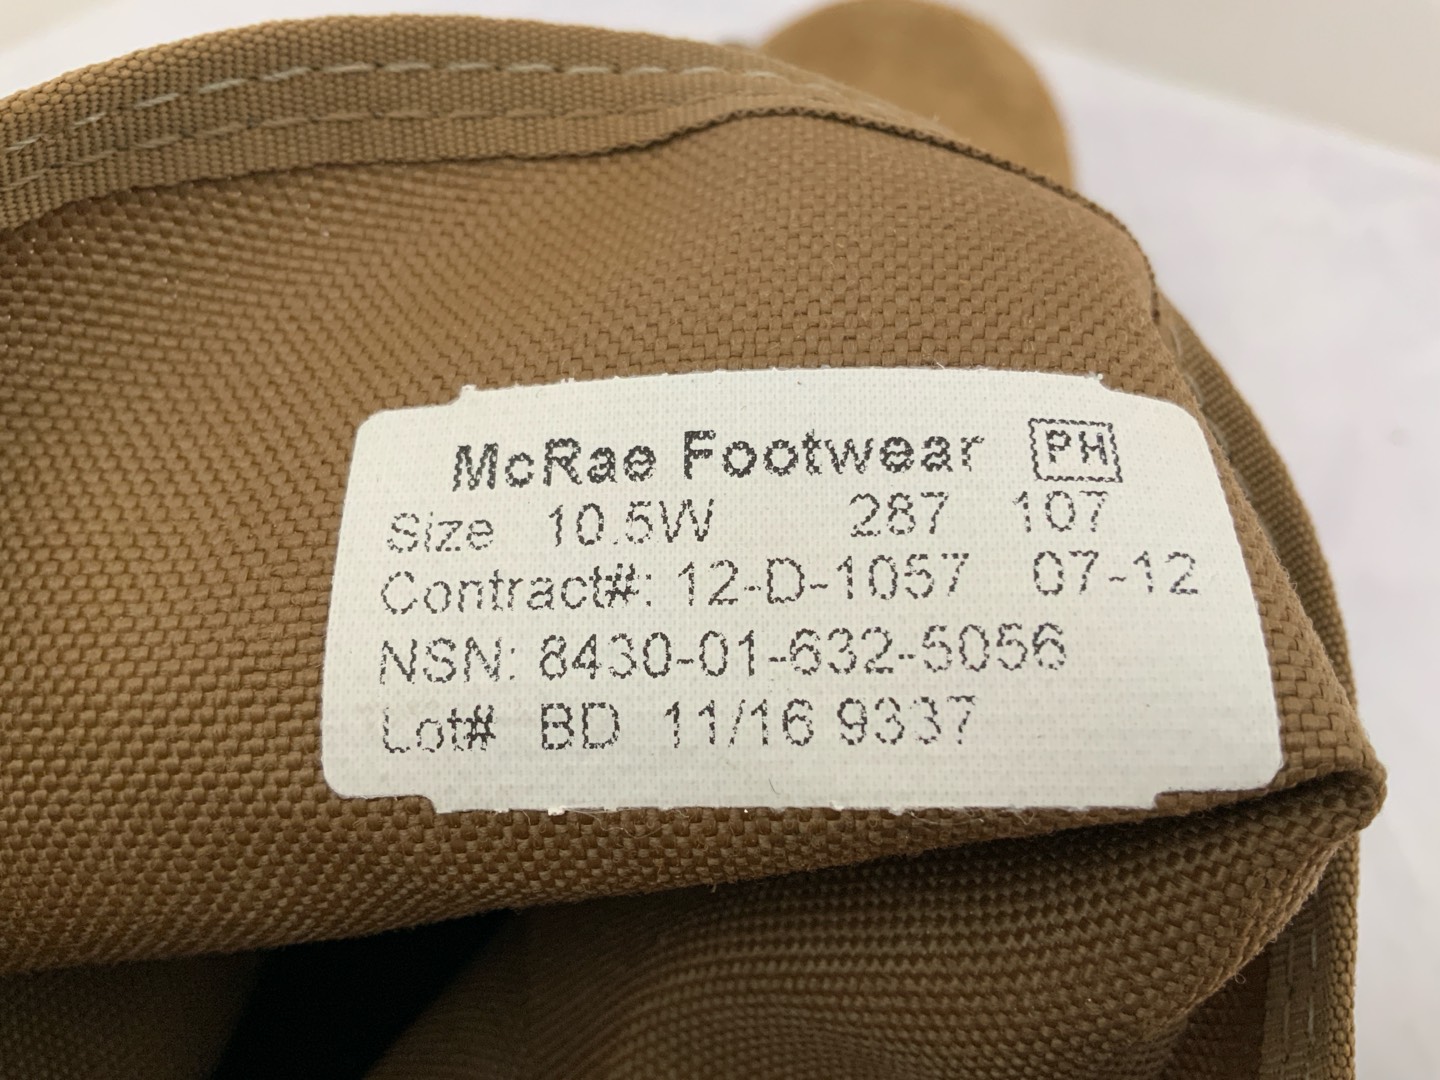 McRae Footwear PH
Size 10.5W 287 107
Contract#: 12-D-1057 07-12
NSN: 8430-01-632-5056
Lot# BD 11/16 9337